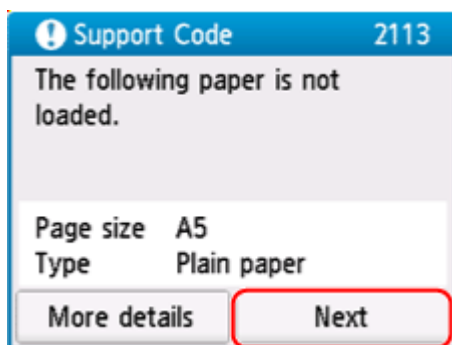 Support Code 2113
The following paper is not
loaded.
Page size A5
Type Plain paper
More details Next